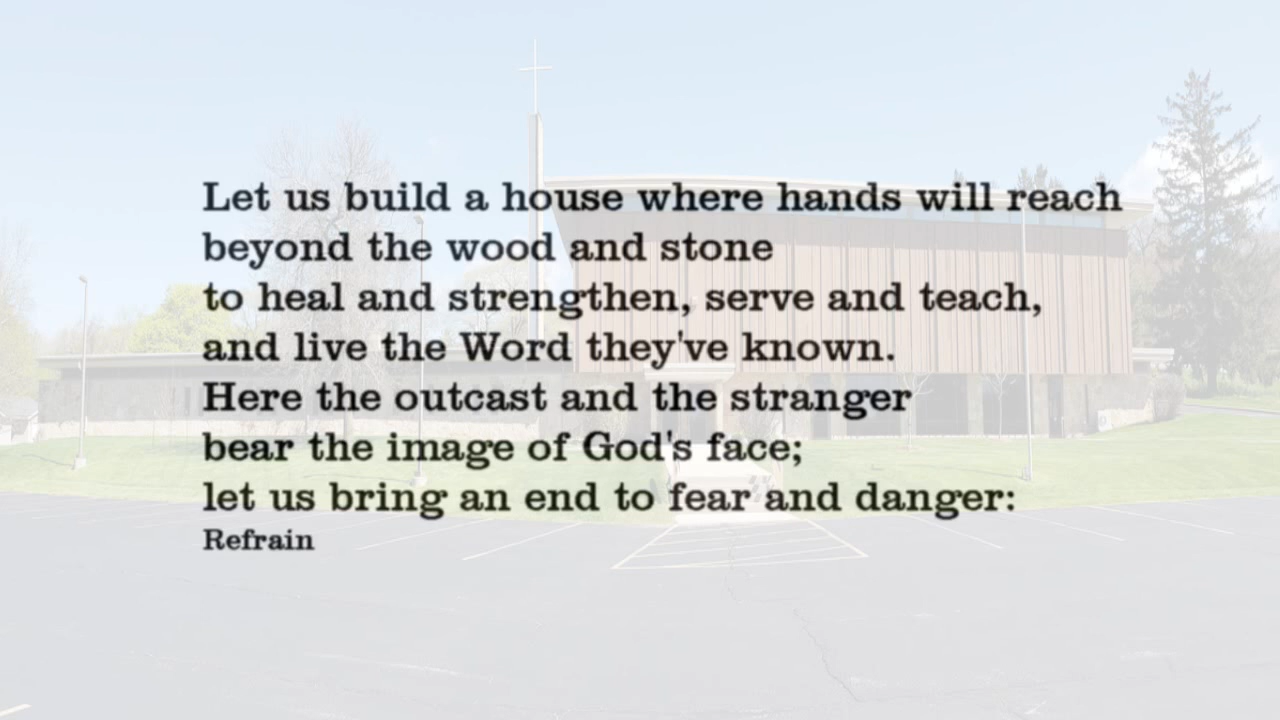 Let us build a house where hands will reach
beyond the wood and stone
to heal and strengthen, serve and teach,
and live the Word they've known.
Here the outcast and the stranger
bear the image of God's face;
let us bring an end to fear and danger:
Refrain